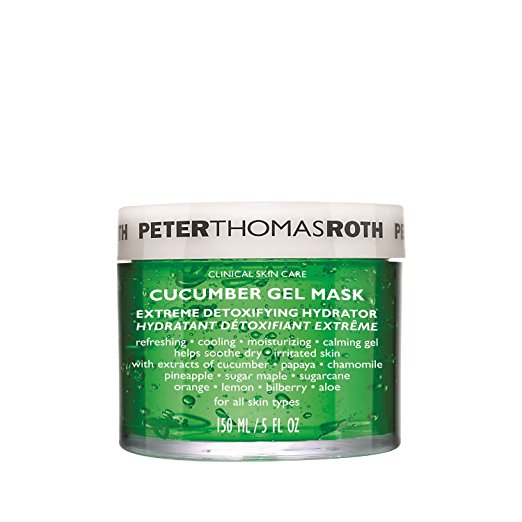 TH PETERTHOMASROTH PE
CLINICAL SKIN CARE
CUCUMBER GEL MASK
EXTREME DETOXIFYING HYDRATOR
HYDRATANT DÉTOXIFIANT EXTRÊME
refreshing • cooling • moisturizing • calming gel
helps soothe dry • irritated skin
with extracts of cucumber • papaya • chamomile
pineapple • sugar maple • sugarcane
orange • lemon • bilberry • aloe
for all skin types
150 ML / 5 FL OZ